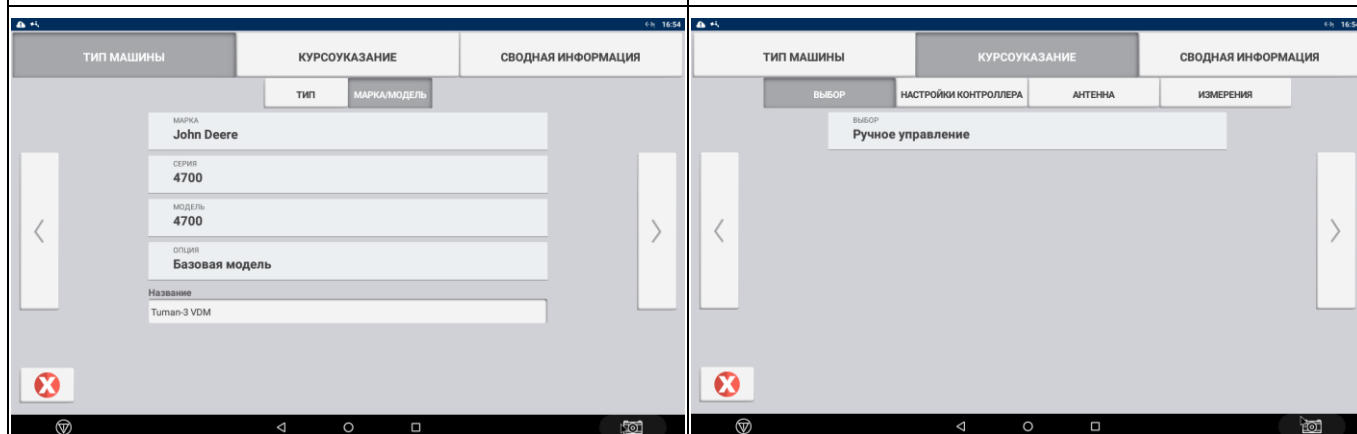 16:54
ТИП МАШИНЫ
КУРСОУКАЗАНИЕ
СВОДНАЯ ИНФОРМАЦИЯ
ТИП
МАРКА/МОДЕЛЬ
МАРКА
John Deere
СЕРИЯ
4700
МОДЕЛЬ
4700
ОПЦИЯ
Базовая модель
Название
Tuman-3 VDM
16:54
ТИП МАШИНЫ
КУРСОУКАЗАНИЕ
СВОДНАЯ ИНФОРМАЦИЯ
ВЫБОР
НАСТРОЙКИ КОНТРОЛЛЕРА
АНТЕННА
ИЗМЕРЕНИЯ
ВЫБОР
Ручное управление